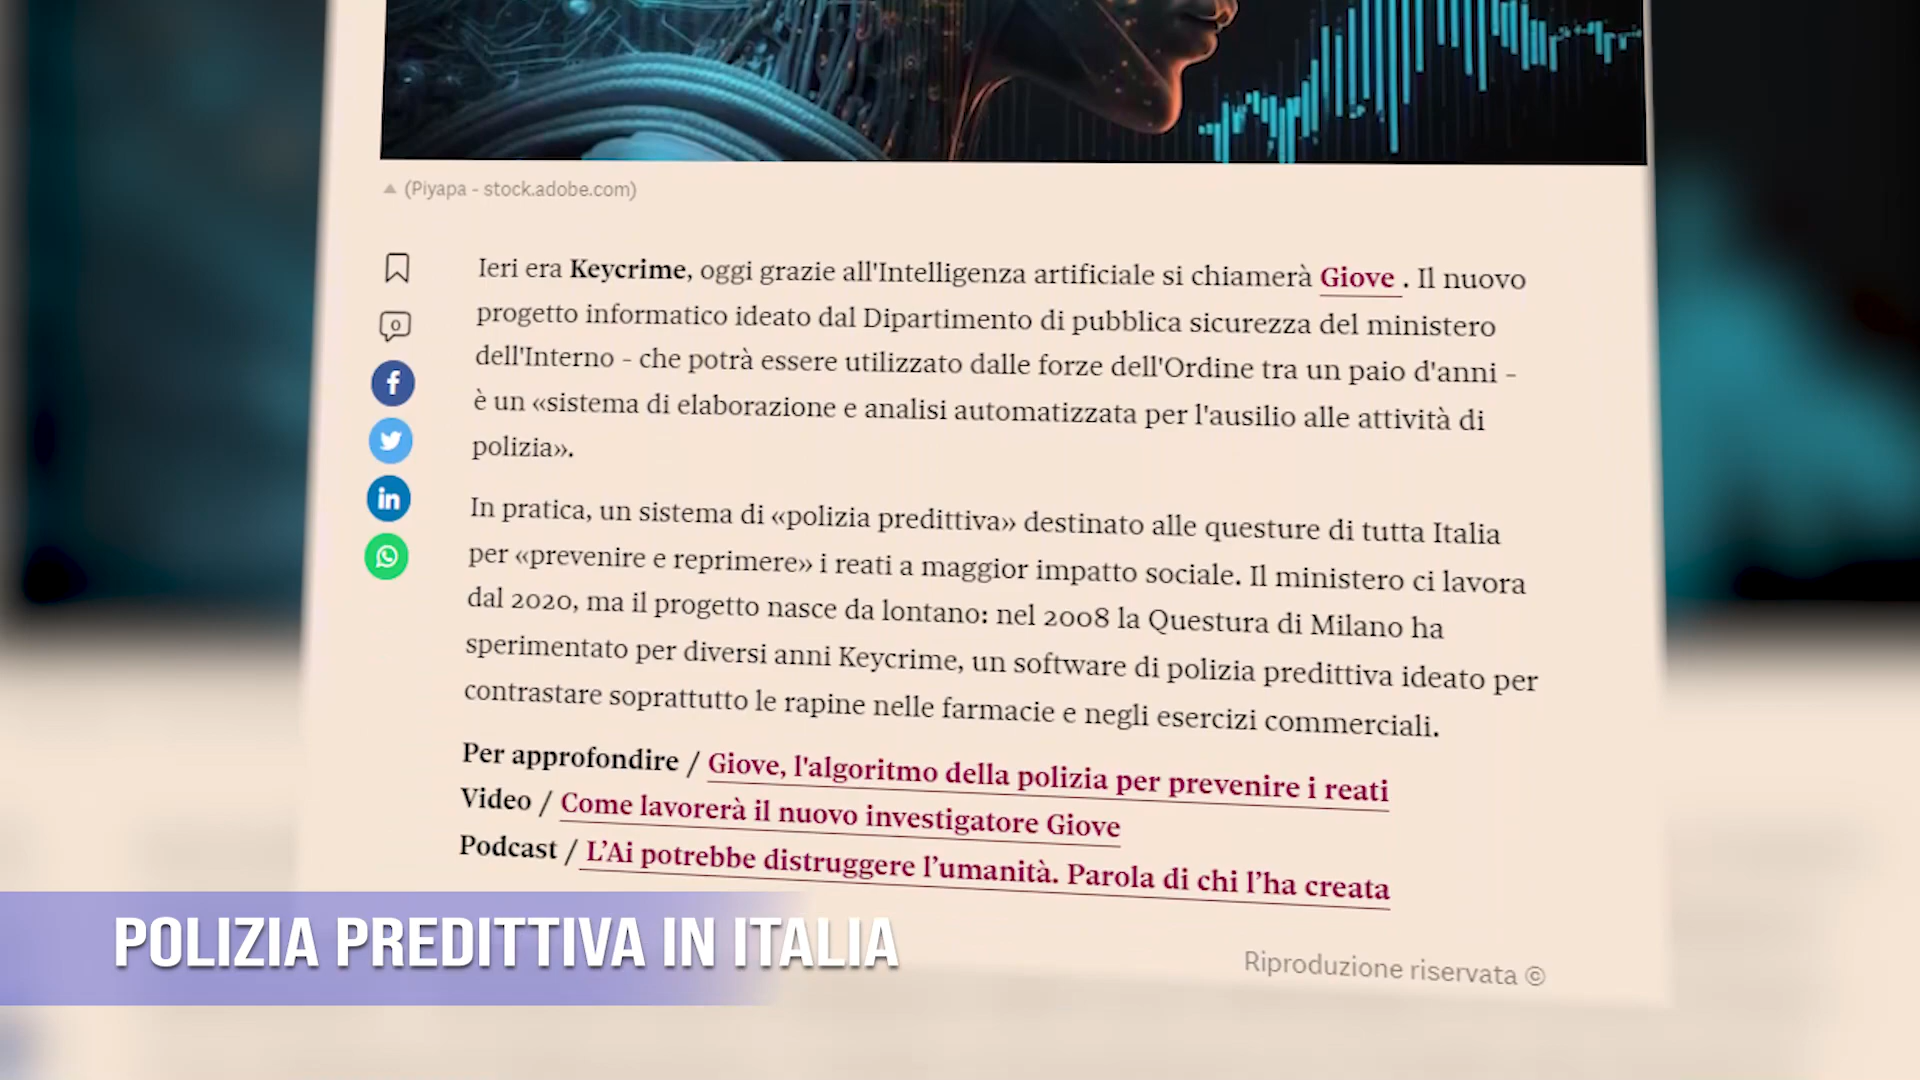 (Piyapa - stock.adobe.com)
Ieri era Keycrime, oggi grazie all'Intelligenza artificiale si chiamerà Giove . Il nuovo
progetto informatico ideato dal Dipartimento di pubblica sicurezza del ministero
dell'Interno - che potrà essere utilizzato dalle forze dell'Ordine tra un paio d'anni -
è un «sistema di elaborazione e analisi automatizzata per l'ausilio alle attività di
polizia».
0
f
in
In pratica, un sistema di «polizia predittiva» destinato alle questure di tutta Italia
per «prevenire e reprimere» i reati a maggior impatto sociale. Il ministero ci lavora
dal 2020, ma il progetto nasce da lontano: nel 2008 la Questura di Milano ha
sperimentato per diversi anni Keycrime, un software di polizia predittiva ideato per
contrastare soprattutto le rapine nelle farmacie e negli esercizi commerciali.
Per approfondire / Giove, l'algoritmo della polizia per prevenire i reati
Video / Come lavorerà il nuovo investigatore Giove
Podcast / L’Ai potrebbe distruggere l’umanità. Parola di chi l’ha creata
POLIZIA PREDITTIVA IN ITALIA
Riproduzione riservata ©